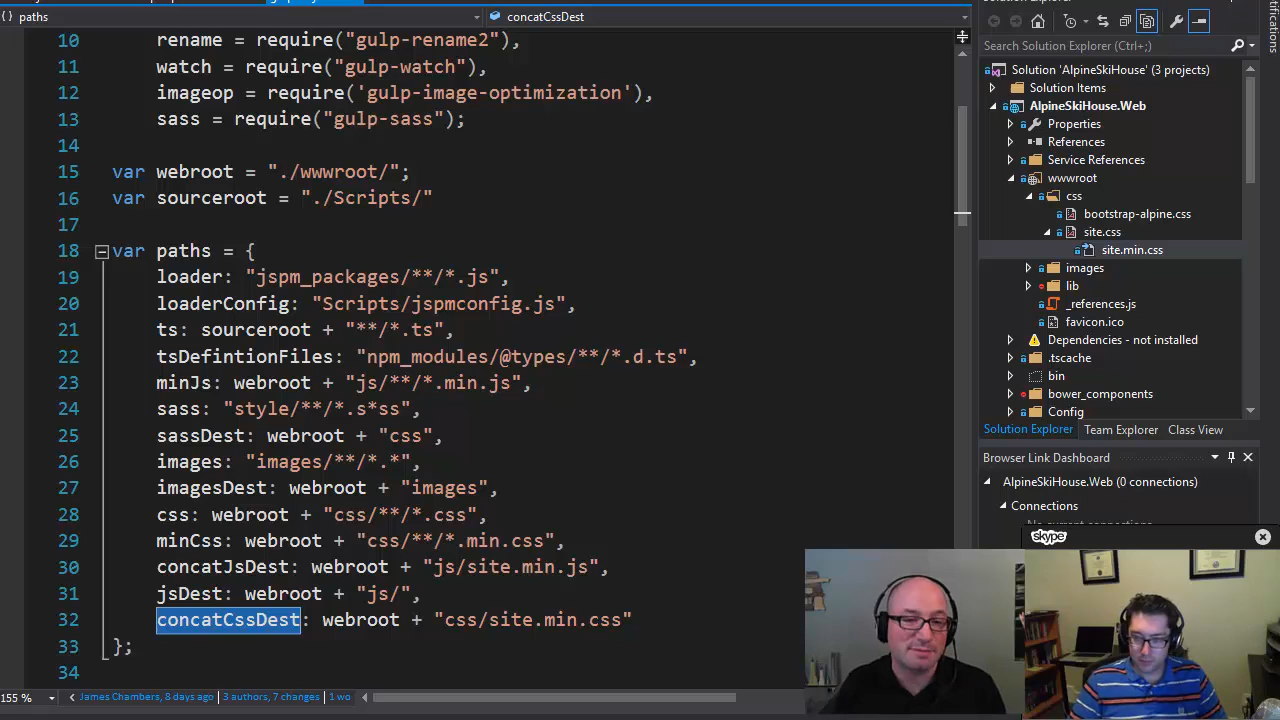 paths
concatCssDest
10 rename = require("gulp-rename2"),
11 watch = require("gulp-watch"),
12 imageop = require('gulp-image-optimization'),
13 sass = require("gulp-sass");
14
15 var webroot = "./wwwroot/";
16 var sourceroot = "./Scripts/"
17
18 var paths = {
19 loader: "jspm_packages/**/*.js",
20 loaderConfig: "Scripts/jspmconfig.js",
21 ts: sourceroot + "**/*.ts",
22 tsDefintionFiles: "npm_modules/@types/**/*.d.ts",
23 minJs: webroot + "js/**/*.min.js",
24 sass: "style/**/*.s*ss",
25 sassDest: webroot + "css",
26 images: "images/**/*.*",
27 imagesDest: webroot + "images",
28 css: webroot + "css/**/*.css",
29 minCss: webroot + "css/**/*.min.css",
30 concatJsDest: webroot + "js/site.min.js",
31 jsDest: webroot + "js/",
32 concatCssDest: webroot + "css/site.min.css"
33 };
34
155 % James Chambers, 8 days ago | 3 authors, 7 changes | 1 wo
Search Solution Explorer (Ctrl+;)
Solution 'AlpineSkiHouse' (3 projects)
Solution Items
AlpineSkiHouse.Web
Properties
References
Service References
wwwroot
css
bootstrap-alpine.css
site.css
site.min.css
images
lib
_references.js
favicon.ico
Dependencies - not installed
.tscache
bin
bower_components
Config
Solution Explorer Team Explorer Class View
Browser Link Dashboard
AlpineSkiHouse.Web (0 connections)
Connections
skype